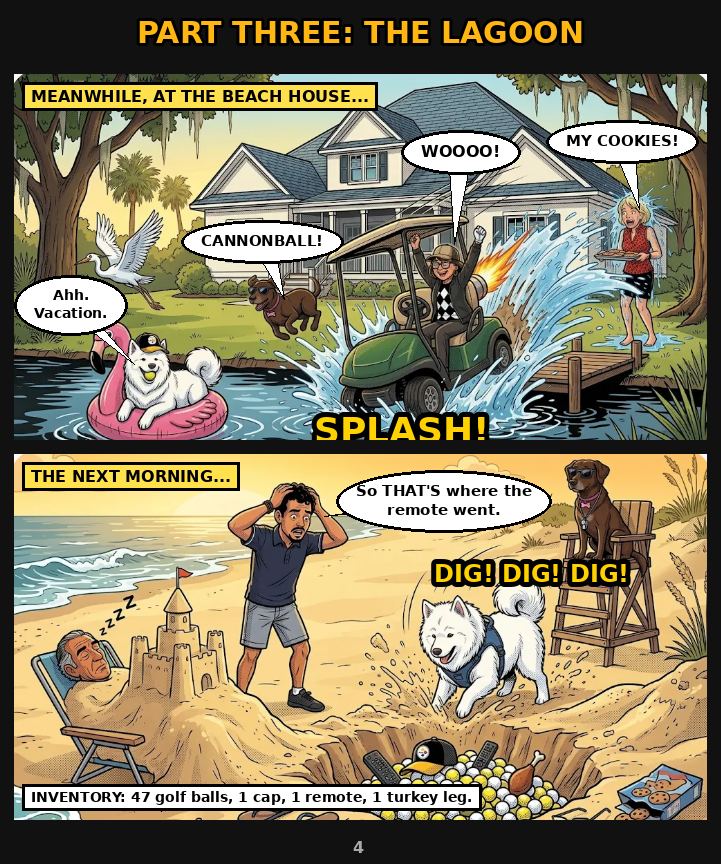 PART THREE: THE LAGOON
MEANWHILE, AT THE BEACH HOUSE...
MY COOKIES!
WOOOO!
CANNONBALL!
Ahh.
Vacation.
SPLASH!
THE NEXT MORNING...
So THAT'S where the
remote went.
DIG! DIG! DIG!
zzzZ
INVENTORY: 47 golf balls, 1 cap, 1 remote, 1 turkey leg.
4